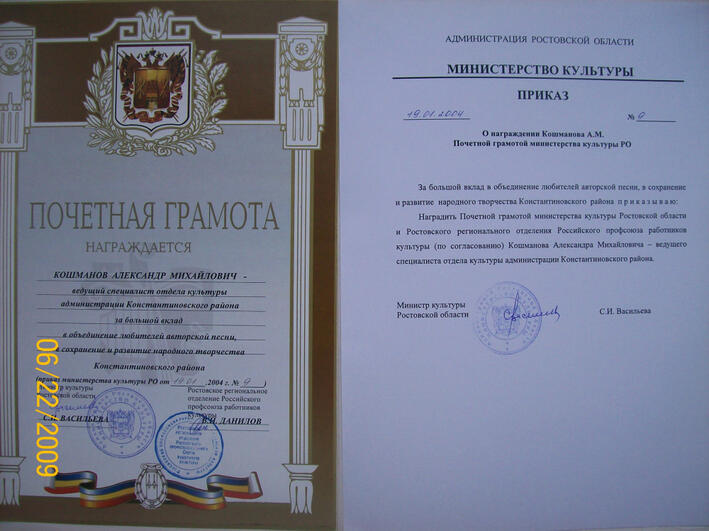 ПОЧЕТНАЯ ГРАМОТА
НАГРАЖДАЕТСЯ
КОШМАНОВ АЛЕКСАНДР МИХАЙЛОВИЧ -
ведущий специалист отдела культуры
администрации Константиновского района
за большой вклад
в объединение любителей авторской песни,
в сохранение и развитие народного творчества
Константиновского района
(приказ министерства культуры РО от 19.01 .2004 г. № 9 )
культуры
области
С.И. ВАСИЛЬЕВА
Ростовское региональное
отделение Российского
профсоюза работников
культуры
В.И. ДАНИЛОВ
06/22/2009
АДМИНИСТРАЦИЯ РОСТОВСКОЙ ОБЛАСТИ
МИНИСТЕРСТВО КУЛЬТУРЫ
ПРИКАЗ
19.01.2004 № 9
О награждении Кошманова А.М.
Почетной грамотой министерства культуры РО
За большой вклад в объединение любителей авторской песни, в сохранение
и развитие народного творчества Константиновского района п р и к а з ы в а ю:
Наградить Почетной грамотой министерства культуры Ростовской области
и Ростовского регионального отделения Российского профсоюза работников
культуры (по согласованию) Кошманова Александра Михайловича – ведущего
специалиста отдела культуры администрации Константиновского района.
Министр культуры
Ростовской области
С.И. Васильева